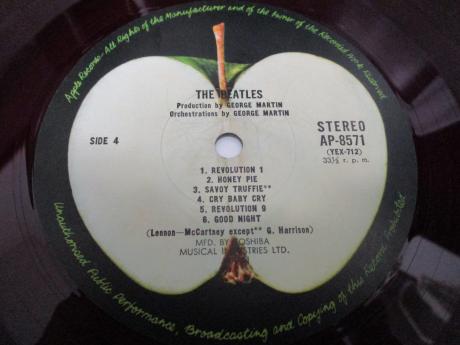 Apple Records·All Rights of the Manufacturer and of the Owner of the Recorded Work Reserved
THE BEATLES
Production by GEORGE MARTIN
Orchestrations by GEORGE MARTIN
SIDE 4
STEREO
AP-8571
(YEX-712)
33⅓ r. p. m.
1. REVOLUTION 1
2. HONEY PIE
3. SAVOY TRUFFIE**
4. CRY BABY CRY
5. REVOLUTION 9
6. GOOD NIGHT
(Lennon—McCartney except** G. Harrison)
MFD. BY TOSHIBA
MUSICAL INDUSTRIES LTD.
Unauthorised Public Performance, Broadcasting and Copying of this Record Prohibited